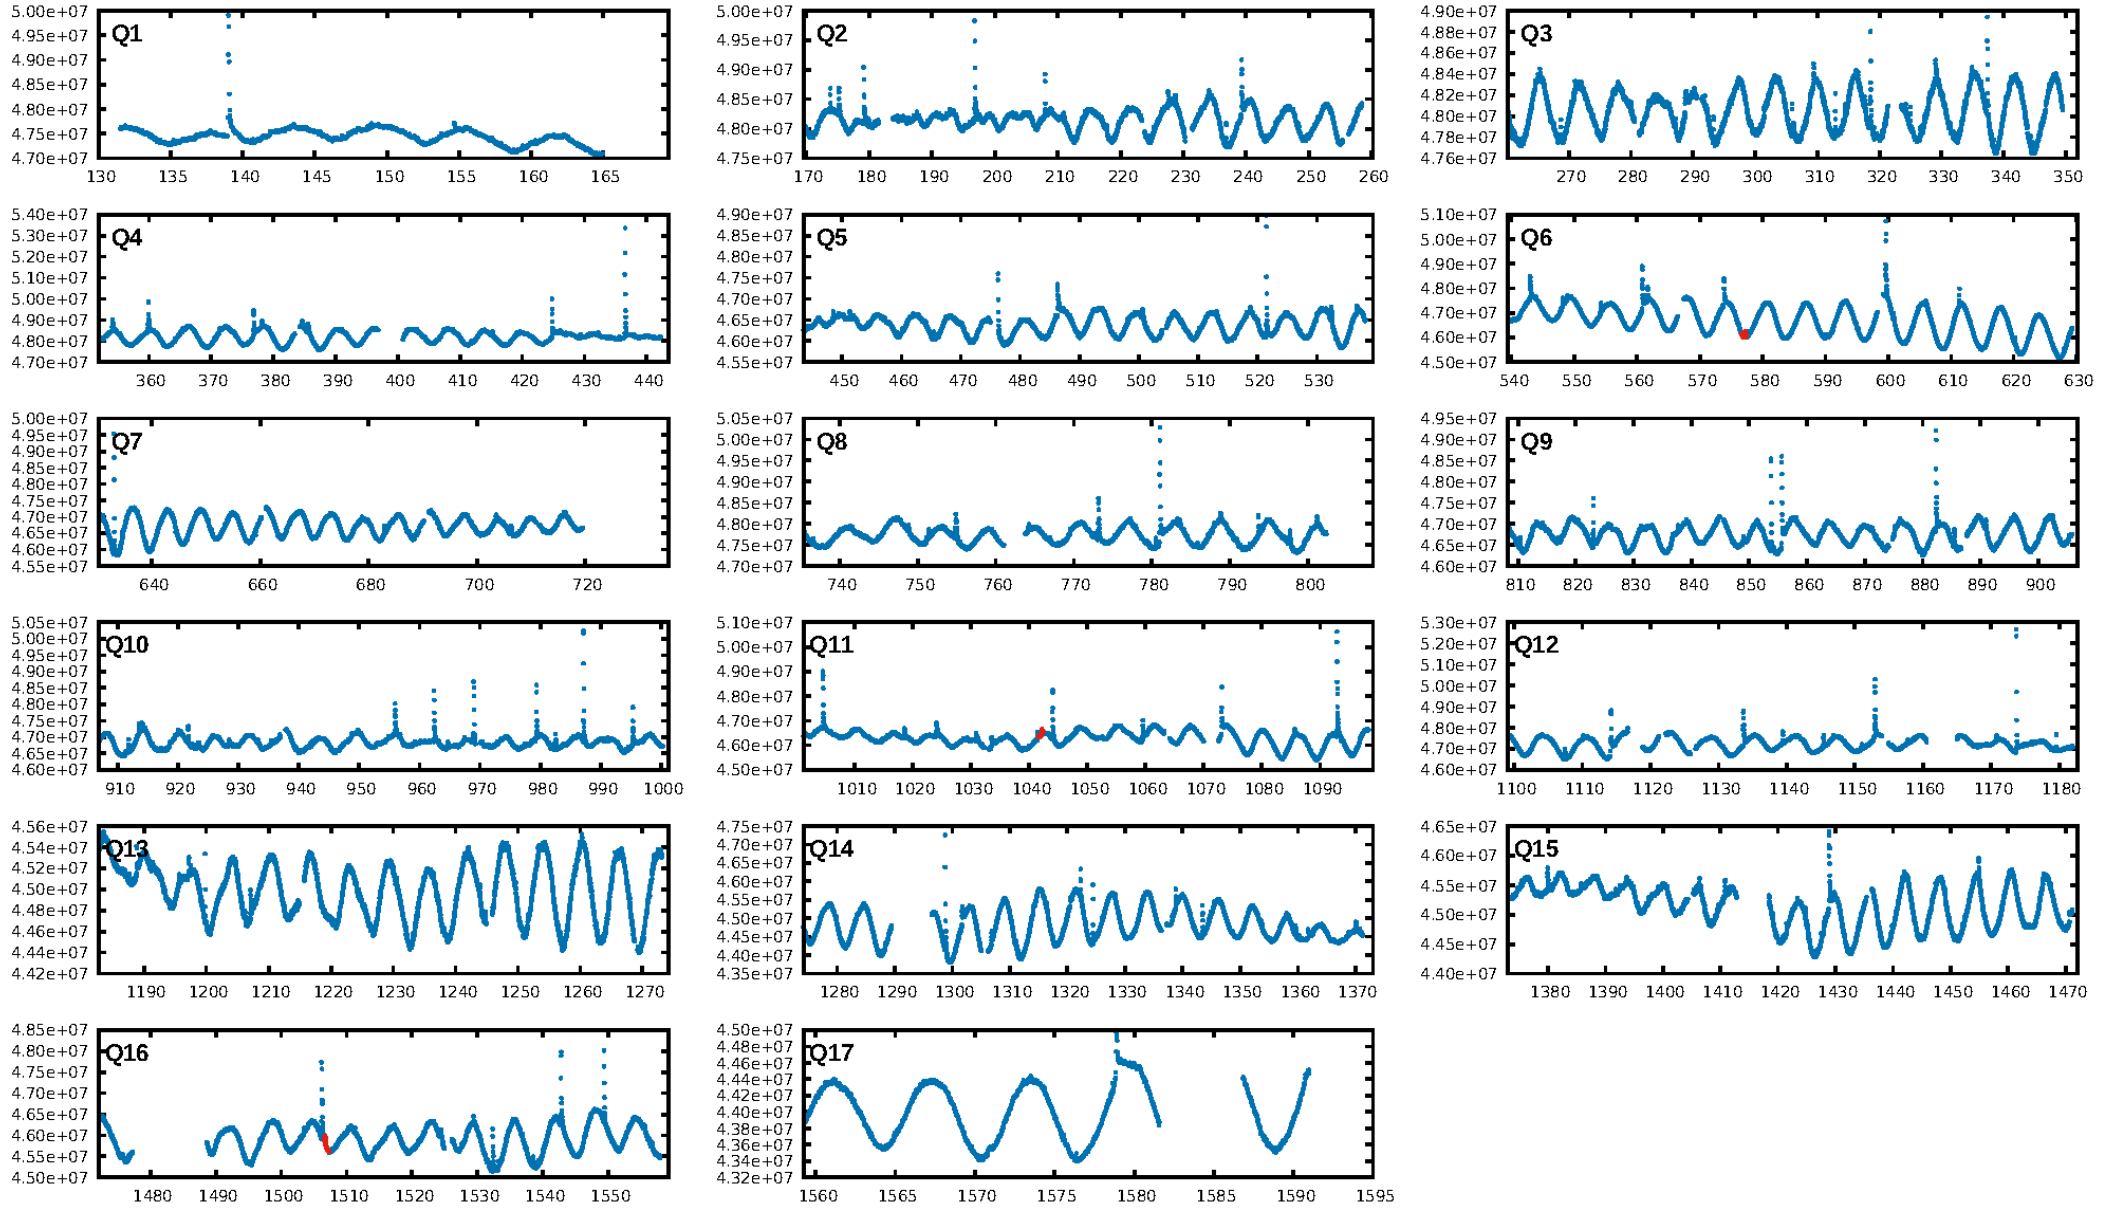 5.00e+07
4.95e+07
4.90e+07
4.85e+07
4.80e+07
4.75e+07
4.70e+07
Q1
130 135 140 145 150 155 160 165
5.00e+07
4.95e+07
4.90e+07
4.85e+07
4.80e+07
4.75e+07
Q2
170 180 190 200 210 220 230 240 250 260
4.90e+07
4.88e+07
4.86e+07
4.84e+07
4.82e+07
4.80e+07
4.78e+07
4.76e+07
Q3
270 280 290 300 310 320 330 340 350
5.40e+07
5.30e+07
5.20e+07
5.10e+07
5.00e+07
4.90e+07
4.80e+07
4.70e+07
Q4
360 370 380 390 400 410 420 430 440
4.90e+07
4.85e+07
4.80e+07
4.75e+07
4.70e+07
4.65e+07
4.60e+07
4.55e+07
Q5
450 460 470 480 490 500 510 520 530
5.10e+07
5.00e+07
4.90e+07
4.80e+07
4.70e+07
4.60e+07
4.50e+07
Q6
540 550 560 570 580 590 600 610 620 630
5.00e+07
4.95e+07
4.90e+07
4.85e+07
4.80e+07
4.75e+07
4.70e+07
4.65e+07
4.60e+07
4.55e+07
Q7
640 660 680 700 720
5.05e+07
5.00e+07
4.95e+07
4.90e+07
4.85e+07
4.80e+07
4.75e+07
4.70e+07
Q8
740 750 760 770 780 790 800
4.95e+07
4.90e+07
4.85e+07
4.80e+07
4.75e+07
4.70e+07
4.65e+07
4.60e+07
Q9
810 820 830 840 850 860 870 880 890 900
5.05e+07
5.00e+07
4.95e+07
4.90e+07
4.85e+07
4.80e+07
4.75e+07
4.70e+07
4.65e+07
4.60e+07
Q10
910 920 930 940 950 960 970 980 990 1000
5.10e+07
5.00e+07
4.90e+07
4.80e+07
4.70e+07
4.60e+07
4.50e+07
Q11
1010 1020 1030 1040 1050 1060 1070 1080 1090
5.30e+07
5.20e+07
5.10e+07
5.00e+07
4.90e+07
4.80e+07
4.70e+07
4.60e+07
Q12
1100 1110 1120 1130 1140 1150 1160 1170 1180
4.56e+07
4.54e+07
4.52e+07
4.50e+07
4.48e+07
4.46e+07
4.44e+07
4.42e+07
Q13
1190 1200 1210 1220 1230 1240 1250 1260 1270
4.75e+07
4.70e+07
4.65e+07
4.60e+07
4.55e+07
4.50e+07
4.45e+07
4.40e+07
4.35e+07
Q14
1280 1290 1300 1310 1320 1330 1340 1350 1360 1370
4.65e+07
4.60e+07
4.55e+07
4.50e+07
4.45e+07
4.40e+07
Q15
1380 1390 1400 1410 1420 1430 1440 1450 1460 1470
4.85e+07
4.80e+07
4.75e+07
4.70e+07
4.65e+07
4.60e+07
4.55e+07
4.50e+07
Q16
1480 1490 1500 1510 1520 1530 1540 1550
4.50e+07
4.48e+07
4.46e+07
4.44e+07
4.42e+07
4.40e+07
4.38e+07
4.36e+07
4.34e+07
4.32e+07
Q17
1560 1565 1570 1575 1580 1585 1590 1595